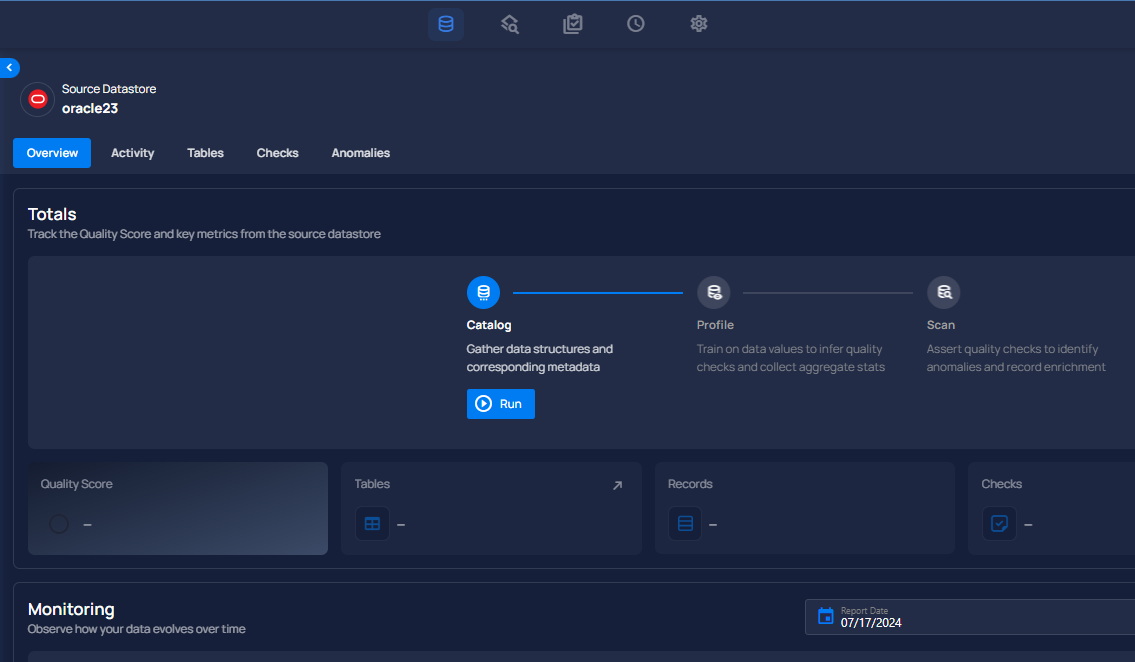 Source Datastore
oracle23
Overview Activity Tables Checks Anomalies
Totals
Track the Quality Score and key metrics from the source datastore
Catalog Profile Scan
Gather data structures and Train on data values to infer quality Assert quality checks to identify
corresponding metadata checks and collect aggregate stats anomalies and record enrichment
Run
Quality Score Tables Records Checks
– – – –
Monitoring
Observe how your data evolves over time
Report Date
07/17/2024